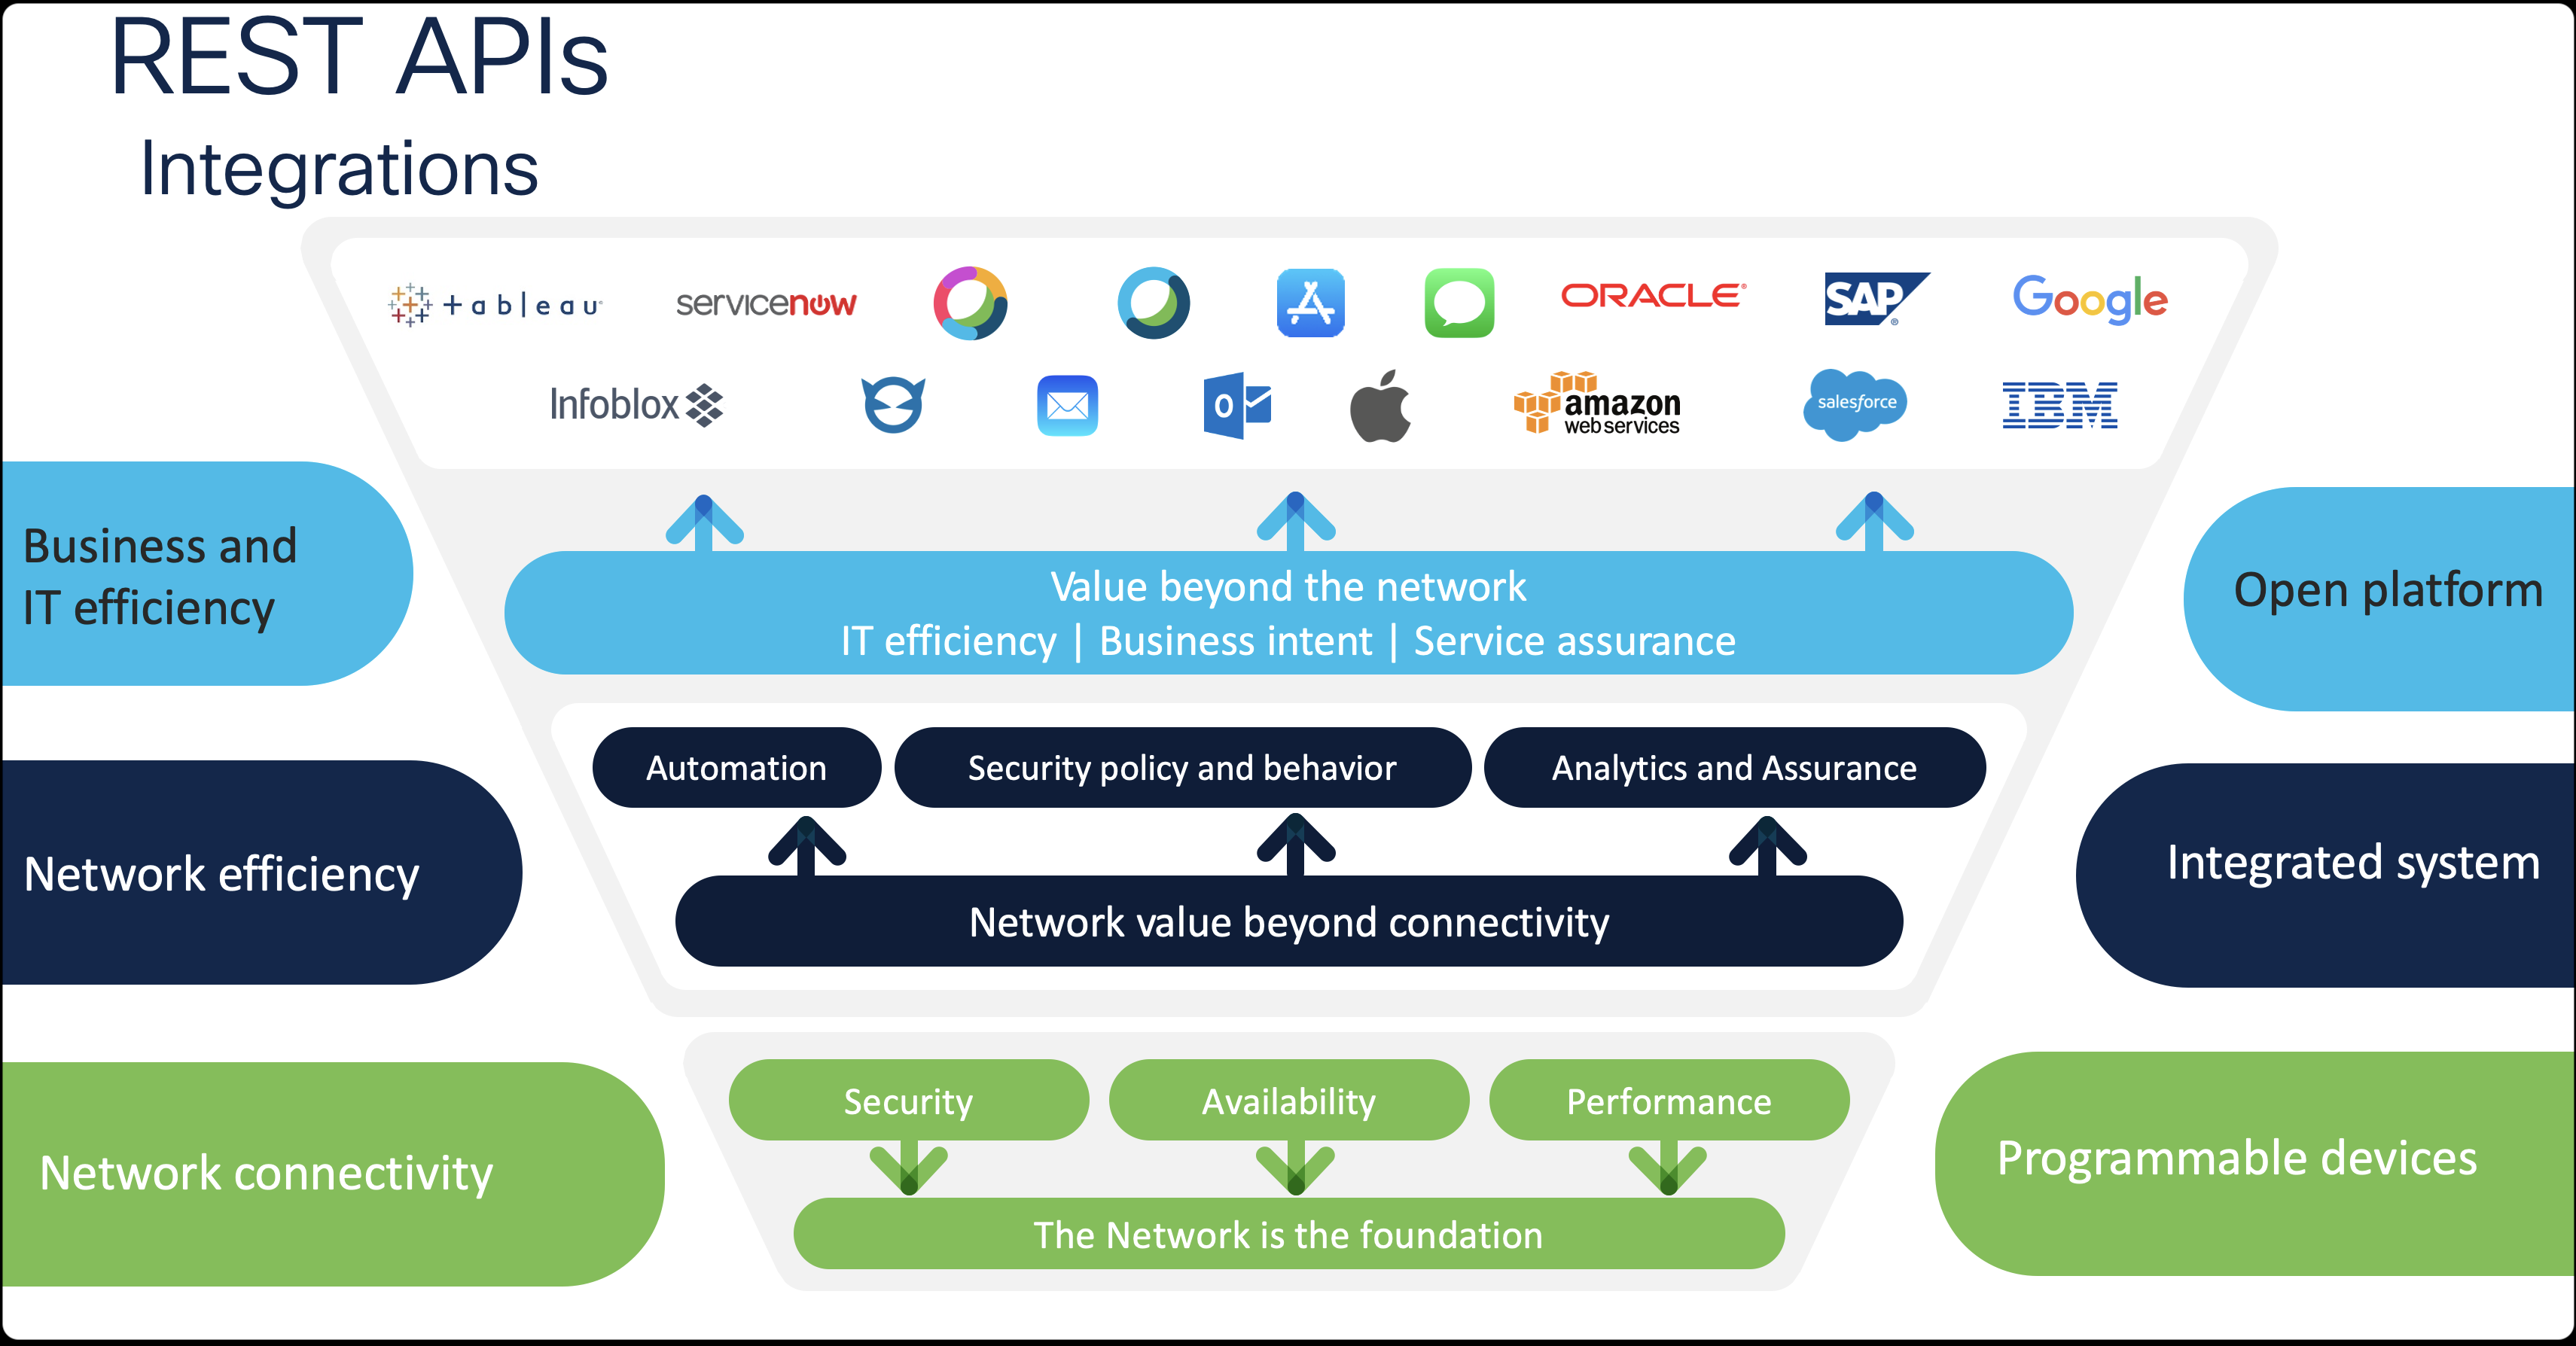 REST APIs
Integrations
+ a b | e a u
servicenow
ORACLE
SAP
Google
Infoblox
O
amazon
web services
salesforce
IBM
Business and
IT efficiency
Value beyond the network
IT efficiency | Business intent | Service assurance
Open platform
Automation
Security policy and behavior
Analytics and Assurance
Network efficiency
Network value beyond connectivity
Integrated system
Security
Availability
Performance
Network connectivity
The Network is the foundation
Programmable devices